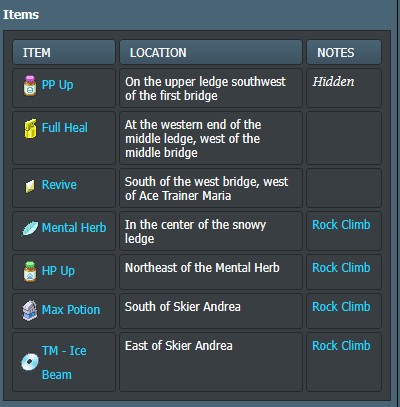 Items
ITEM LOCATION NOTES
PP Up On the upper ledge southwest Hidden
of the first bridge
Full Heal At the western end of the
middle ledge, west of the
middle bridge
Revive South of the west bridge, west
of Ace Trainer Maria
Mental Herb In the center of the snowy Rock Climb
ledge
HP Up Northeast of the Mental Herb Rock Climb
Max Potion South of Skier Andrea Rock Climb
TM - Ice East of Skier Andrea Rock Climb
Beam